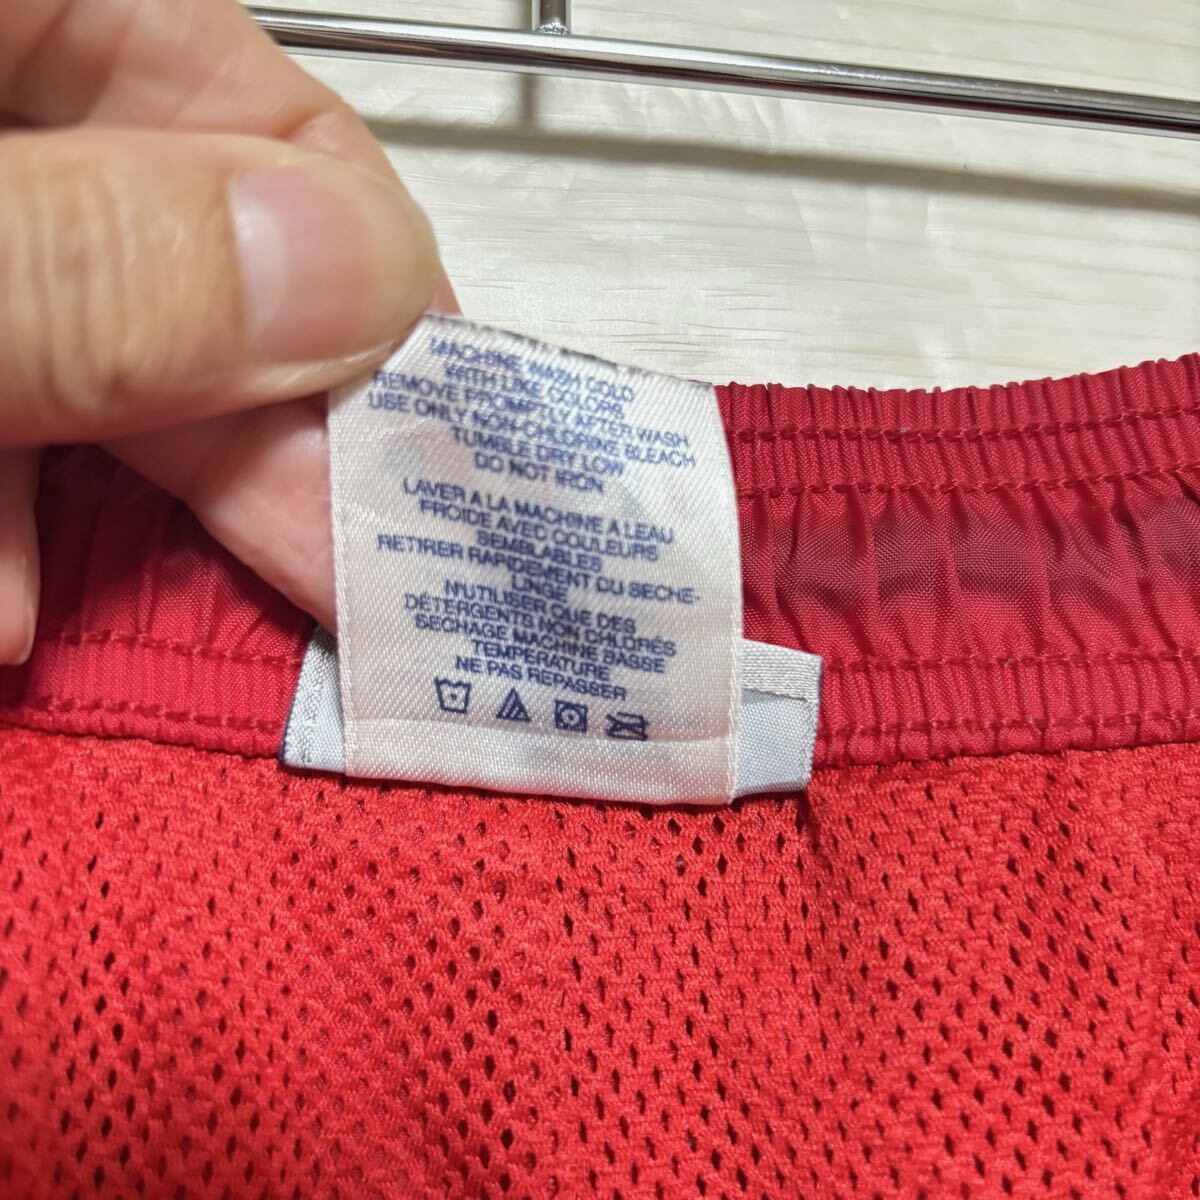 MACHINE WASH COLD
WITH LIKE COLORS
REMOVE PROMPTLY AFTER WASH
USE ONLY NON-CHLORINE BLEACH
TUMBLE DRY LOW
DO NOT IRON
LAVER A LA MACHINE A LEAU
FROIDE AVEC COULEURS
SEMBLABLES
RETIRER RAPIDEMENT DU SECHE-
LINGE
N'UTILISER QUE DES
DÉTERGENTS NON CHLORÉS
SECHAGE MACHINE BASSE
TEMPÉRATURE
NE PAS REPASSER